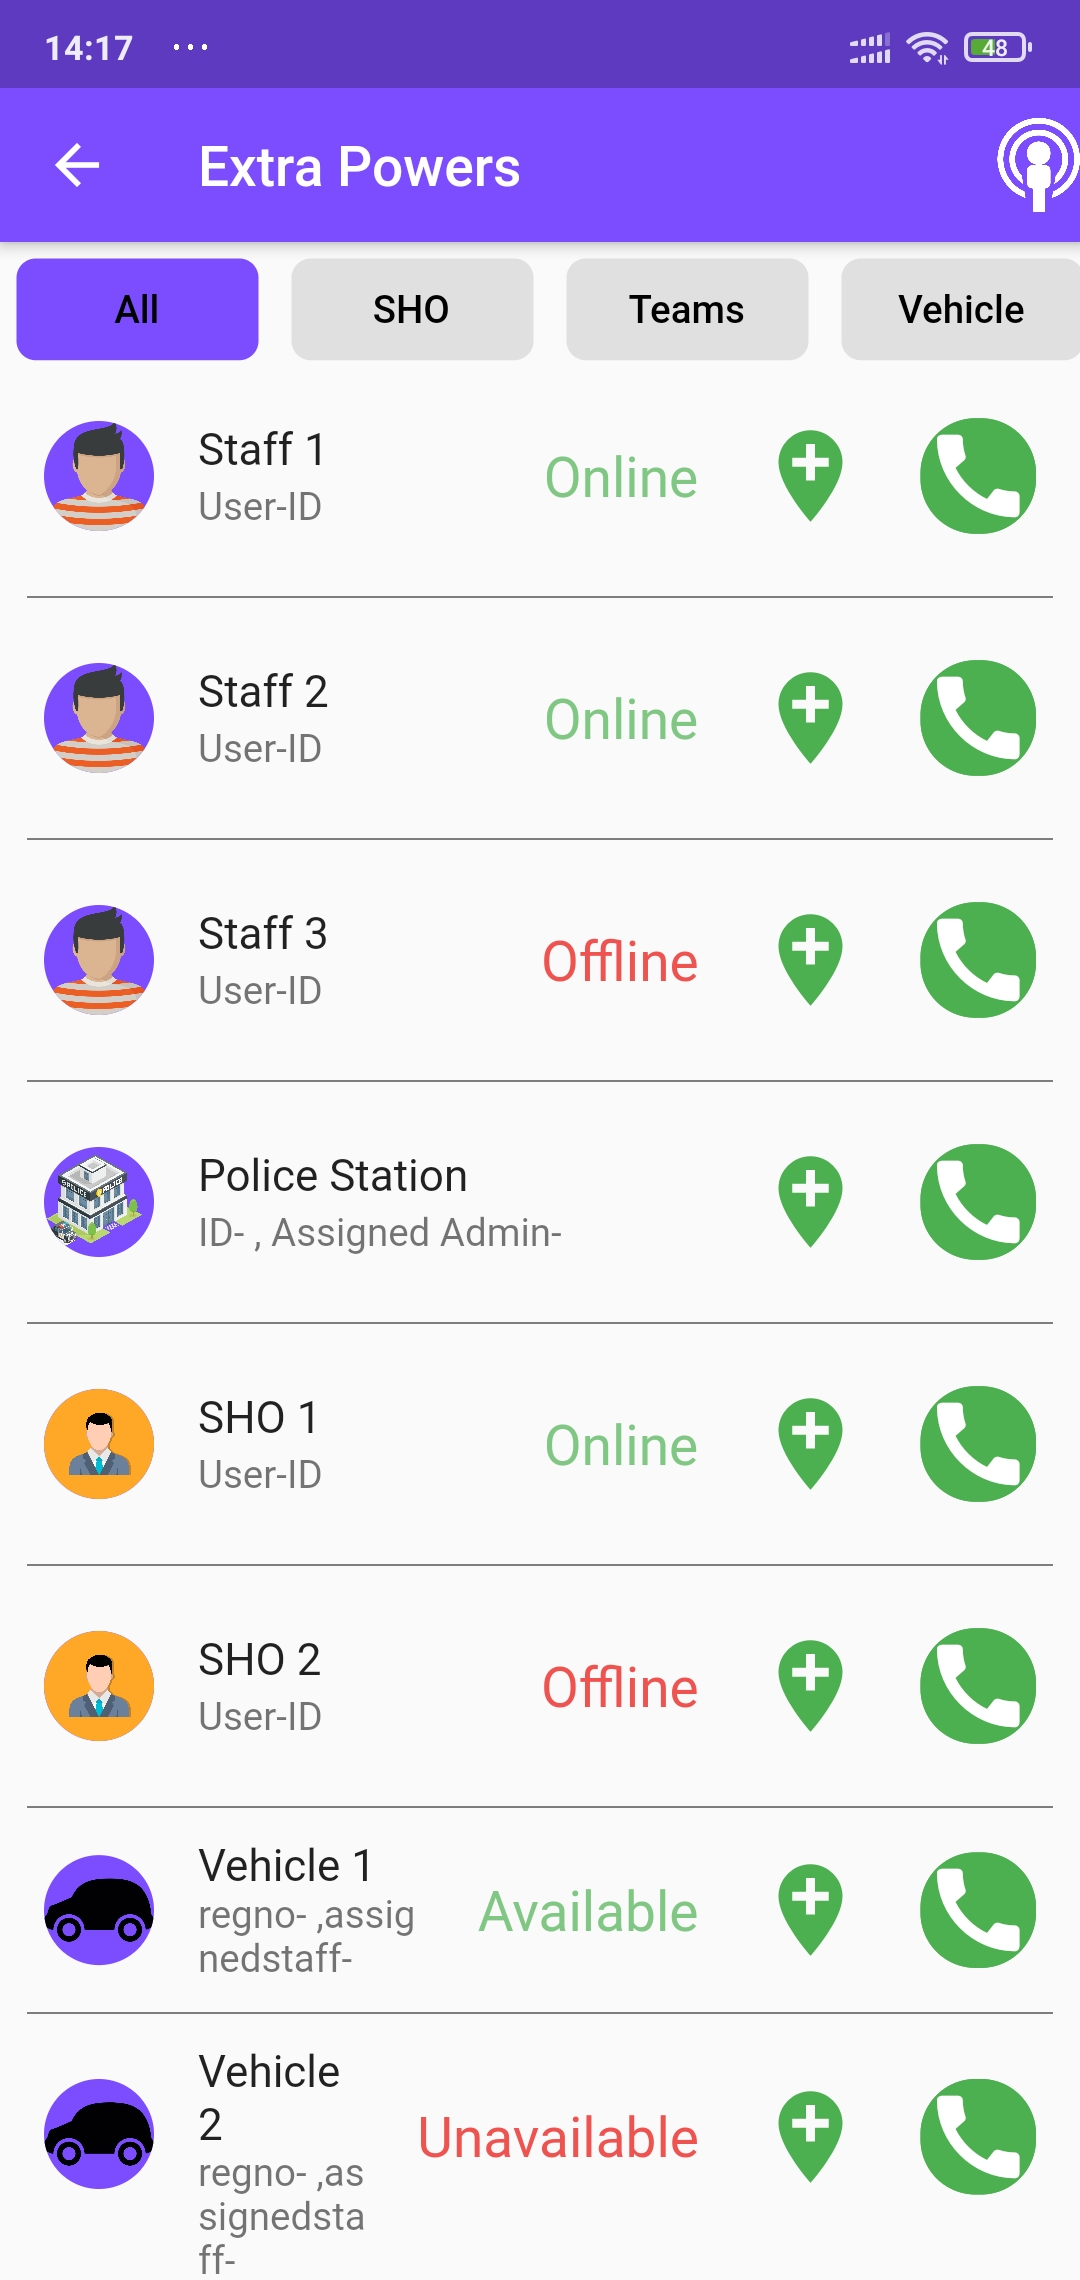 14:17 ... 48
Extra Powers
All SHO Teams Vehicle
Staff 1
User-ID
Online
Staff 2
User-ID
Online
Staff 3
User-ID
Offline
POLICE POLICE
Police Station
ID- , Assigned Admin-
SHO 1
User-ID
Online
SHO 2
User-ID
Offline
Vehicle 1
regno- ,assig
nedstaff-
Available
Vehicle
2
regno- ,as
signedsta
ff-
Unavailable